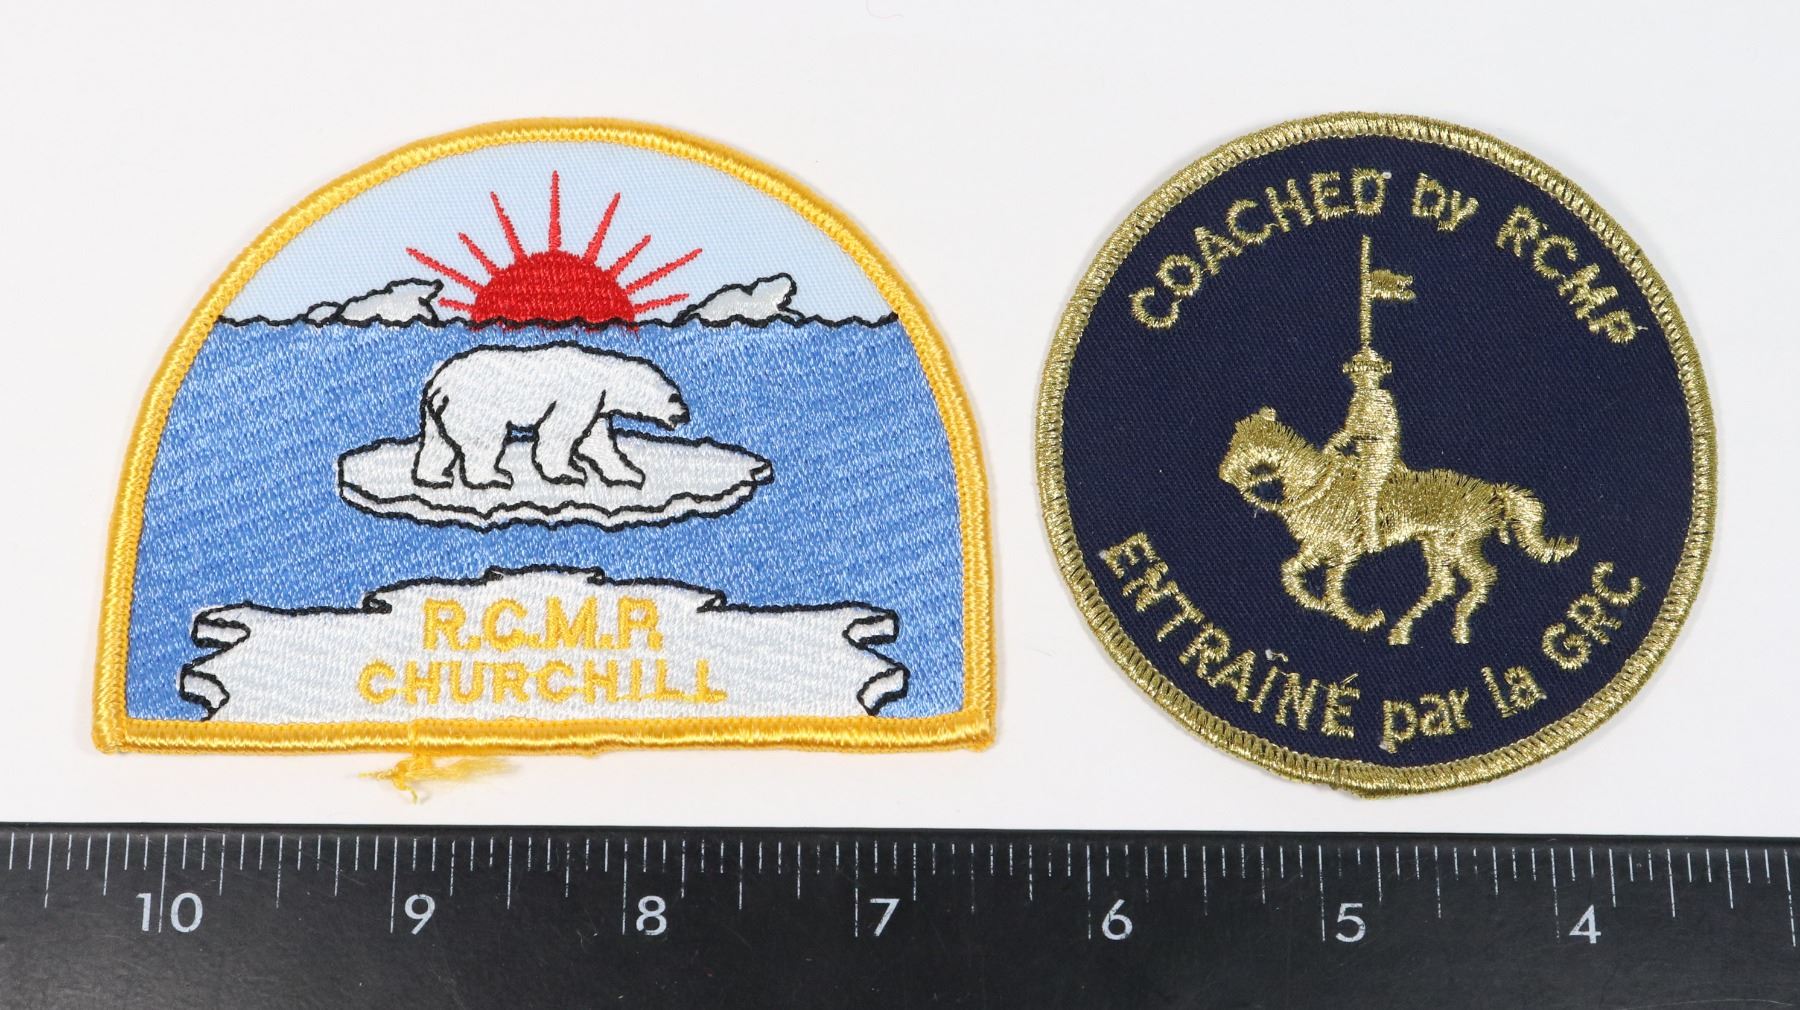 R.C.M.P.
CHURCHILL
COACHED by RCMP
ENTRAÎNÉ par la GRC
10 9 8 7 6 5 4